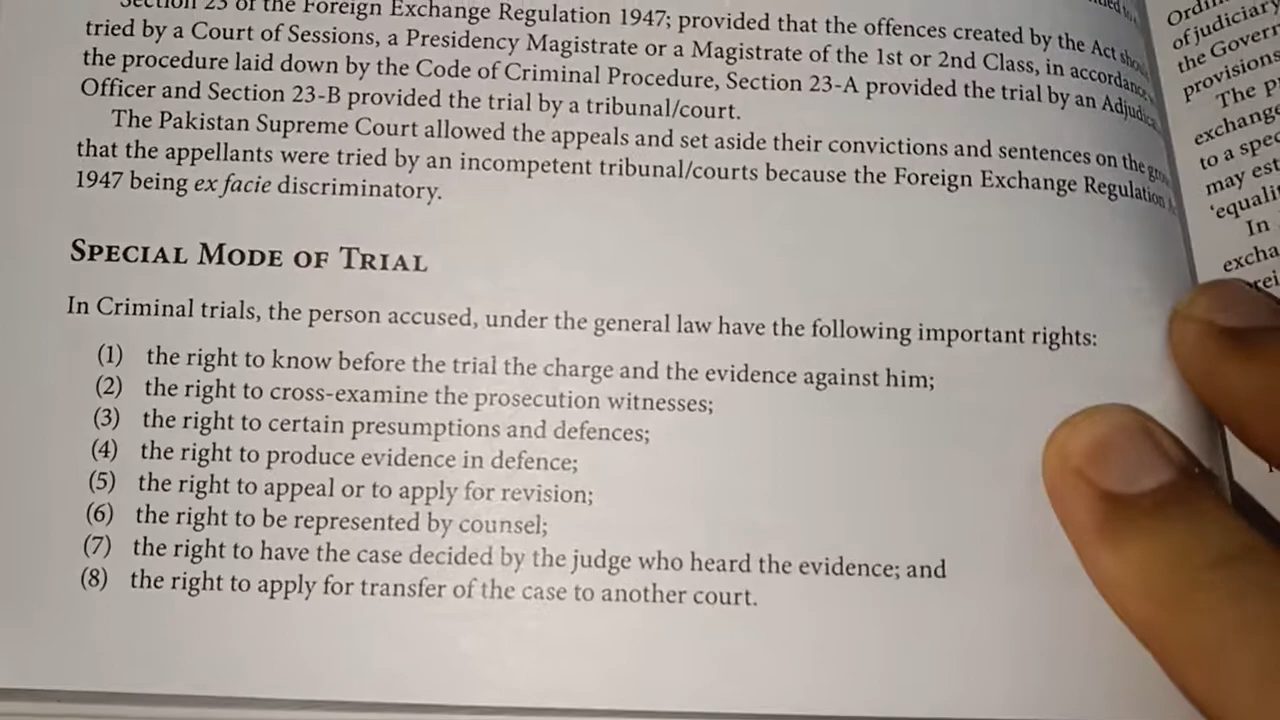 Section 23 of the Foreign Exchange Regulation 1947; provided that the offences created by the Act
tried by a Court of Sessions, a Presidency Magistrate or a Magistrate of the 1st or 2nd Class, in accordance
the procedure laid down by the Code of Criminal Procedure, Section 23-A provided the trial by an
Officer and Section 23-B provided the trial by a tribunal/court.
The Pakistan Supreme Court allowed the appeals and set aside their convictions and sentences on the
that the appellants were tried by an incompetent tribunal/courts because the Foreign Exchange Regulation
1947 being ex facie discriminatory.
SPECIAL MODE OF TRIAL
In Criminal trials, the person accused, under the general law have the following important rights:
(1) the right to know before the trial the charge and the evidence against him;
(2) the right to cross-examine the prosecution witnesses;
(3) the right to certain presumptions and defences;
(4) the right to produce evidence in defence;
(5) the right to appeal or to apply for revision;
(6) the right to be represented by counsel;
(7) the right to have the case decided by the judge who heard the evidence; and
(8) the right to apply for transfer of the case to another court.
of judiciary
the
provisions
The
exchange
to a
may
In